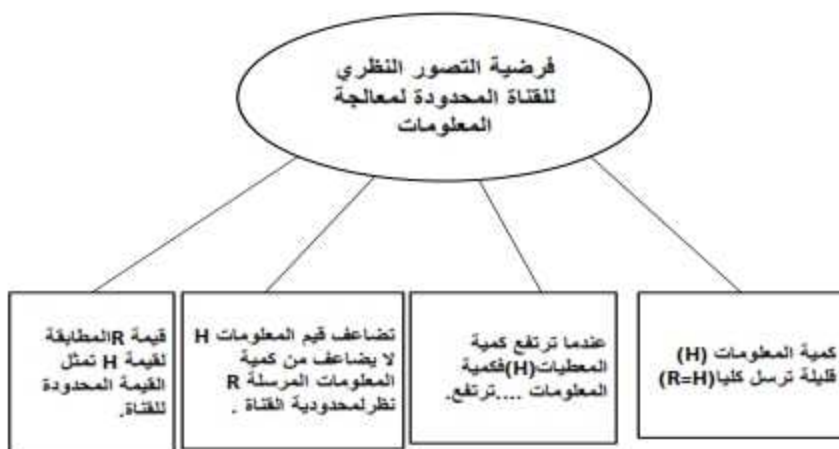 فرضية التصور النظري
للقناة المحدودة لمعالجة
المعلومات
كمية المعلومات (H)
قليلة ترسل كليا(R=H)
عندما ترتفع كمية
المعطيات(H)فكمية
المعلومات ....ترتفع.
تضاعف قيم المعلومات H
لا يضاعف من كمية
المعلومات المرسلة R
نظرلمحدودية القناة .
قيمة Rالمطابقة
لقيمة H تمثل
القيمة المحدودة
للقناة.